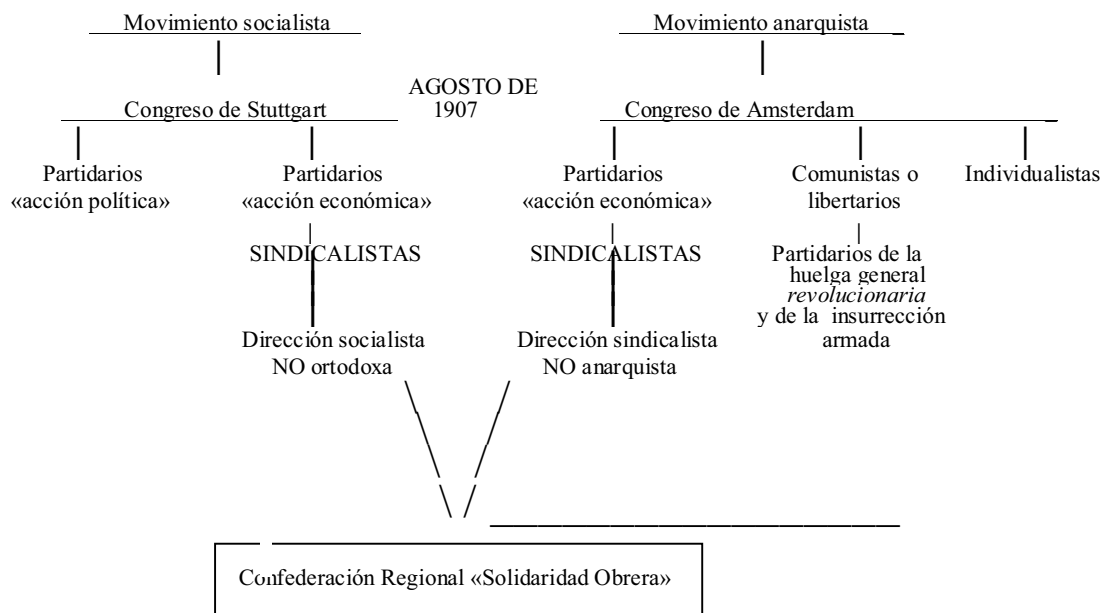 Movimiento socialista
Movimiento anarquista
AGOSTO DE
1907
Congreso de Stuttgart
Congreso de Amsterdam
Partidarios
«acción política»
Partidarios
«acción económica»
Partidarios
«acción económica»
Comunistas o
libertarios
Individualistas
SINDICALISTAS
SINDICALISTAS
Partidarios de la
huelga general
revolucionaria
y de la insurrección
armada
Dirección socialista
NO ortodoxa
Dirección sindicalista
NO anarquista
Confederación Regional «Solidaridad Obrera»